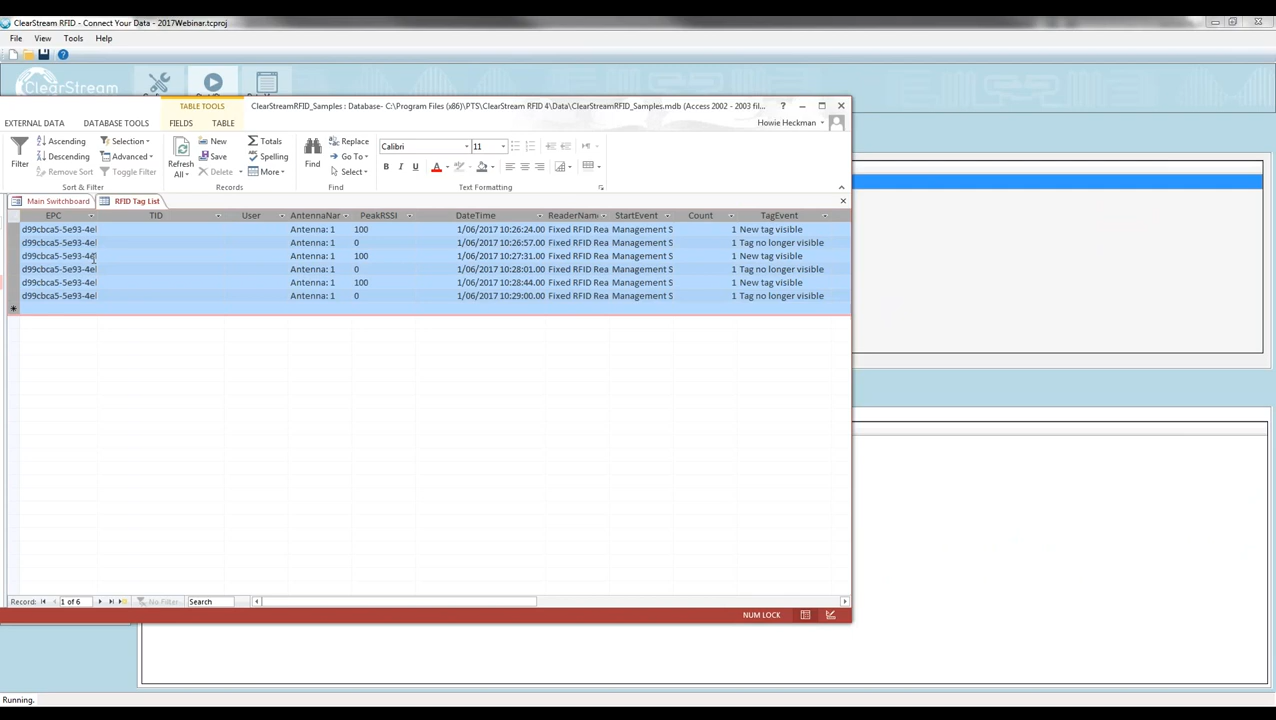 ClearStream RFID - Connect Your Data - 2017Webinar.tcproj
File View Tools Help
ClearStream
TABLE TOOLS ClearStreamRFID_Samples : Database- C:\Program Files (x86)\PTS\ClearStream RFID 4\Data\ClearStreamRFID_Samples.mdb (Access 2002 - 2003 fil...
EXTERNAL DATA DATABASE TOOLS FIELDS TABLE Howie Heckman
Filter Ascending Selection
Descending Advanced
Remove Sort Toggle Filter
Sort & Filter
Refresh All New Totals
Save Spelling
Delete More
Records
Find Replace
Go To
Select
Find
Calibri 11
B I U A
Text Formatting
Main Switchboard RFID Tag List
EPC TID User AntennaNar PeakRSSI DateTime ReaderName StartEvent Count TagEvent
d99cbca5-5e93-4el Antenna: 1 100 1/06/2017 10:26:24.00 Fixed RFID Rea Management S 1 New tag visible
d99cbca5-5e93-4el Antenna: 1 0 1/06/2017 10:26:57.00 Fixed RFID Rea Management S 1 Tag no longer visible
d99cbca5-5e93-4el Antenna: 1 100 1/06/2017 10:27:31.00 Fixed RFID Rea Management S 1 New tag visible
d99cbca5-5e93-4el Antenna: 1 0 1/06/2017 10:28:01.00 Fixed RFID Rea Management S 1 Tag no longer visible
d99cbca5-5e93-4el Antenna: 1 100 1/06/2017 10:28:44.00 Fixed RFID Rea Management S 1 New tag visible
d99cbca5-5e93-4el Antenna: 1 0 1/06/2017 10:29:00.00 Fixed RFID Rea Management S 1 Tag no longer visible
Record: 1 of 6 No Filter Search
NUM LOCK
Running.